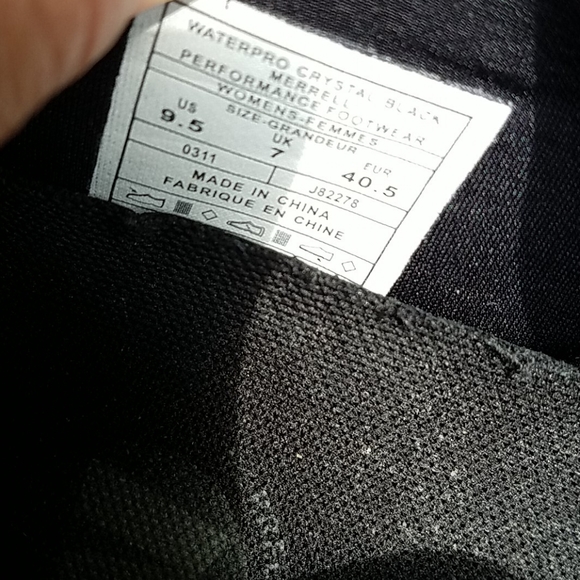 WATERPRO CRYSTAL BLACK
MERRELL
PERFORMANCE FOOTWEAR
WOMENS-FEMMES
SIZE-GRANDEUR
US UK EUR
9.5 7 40.5
0311 J82278
MADE IN CHINA
FABRIQUE EN CHINE